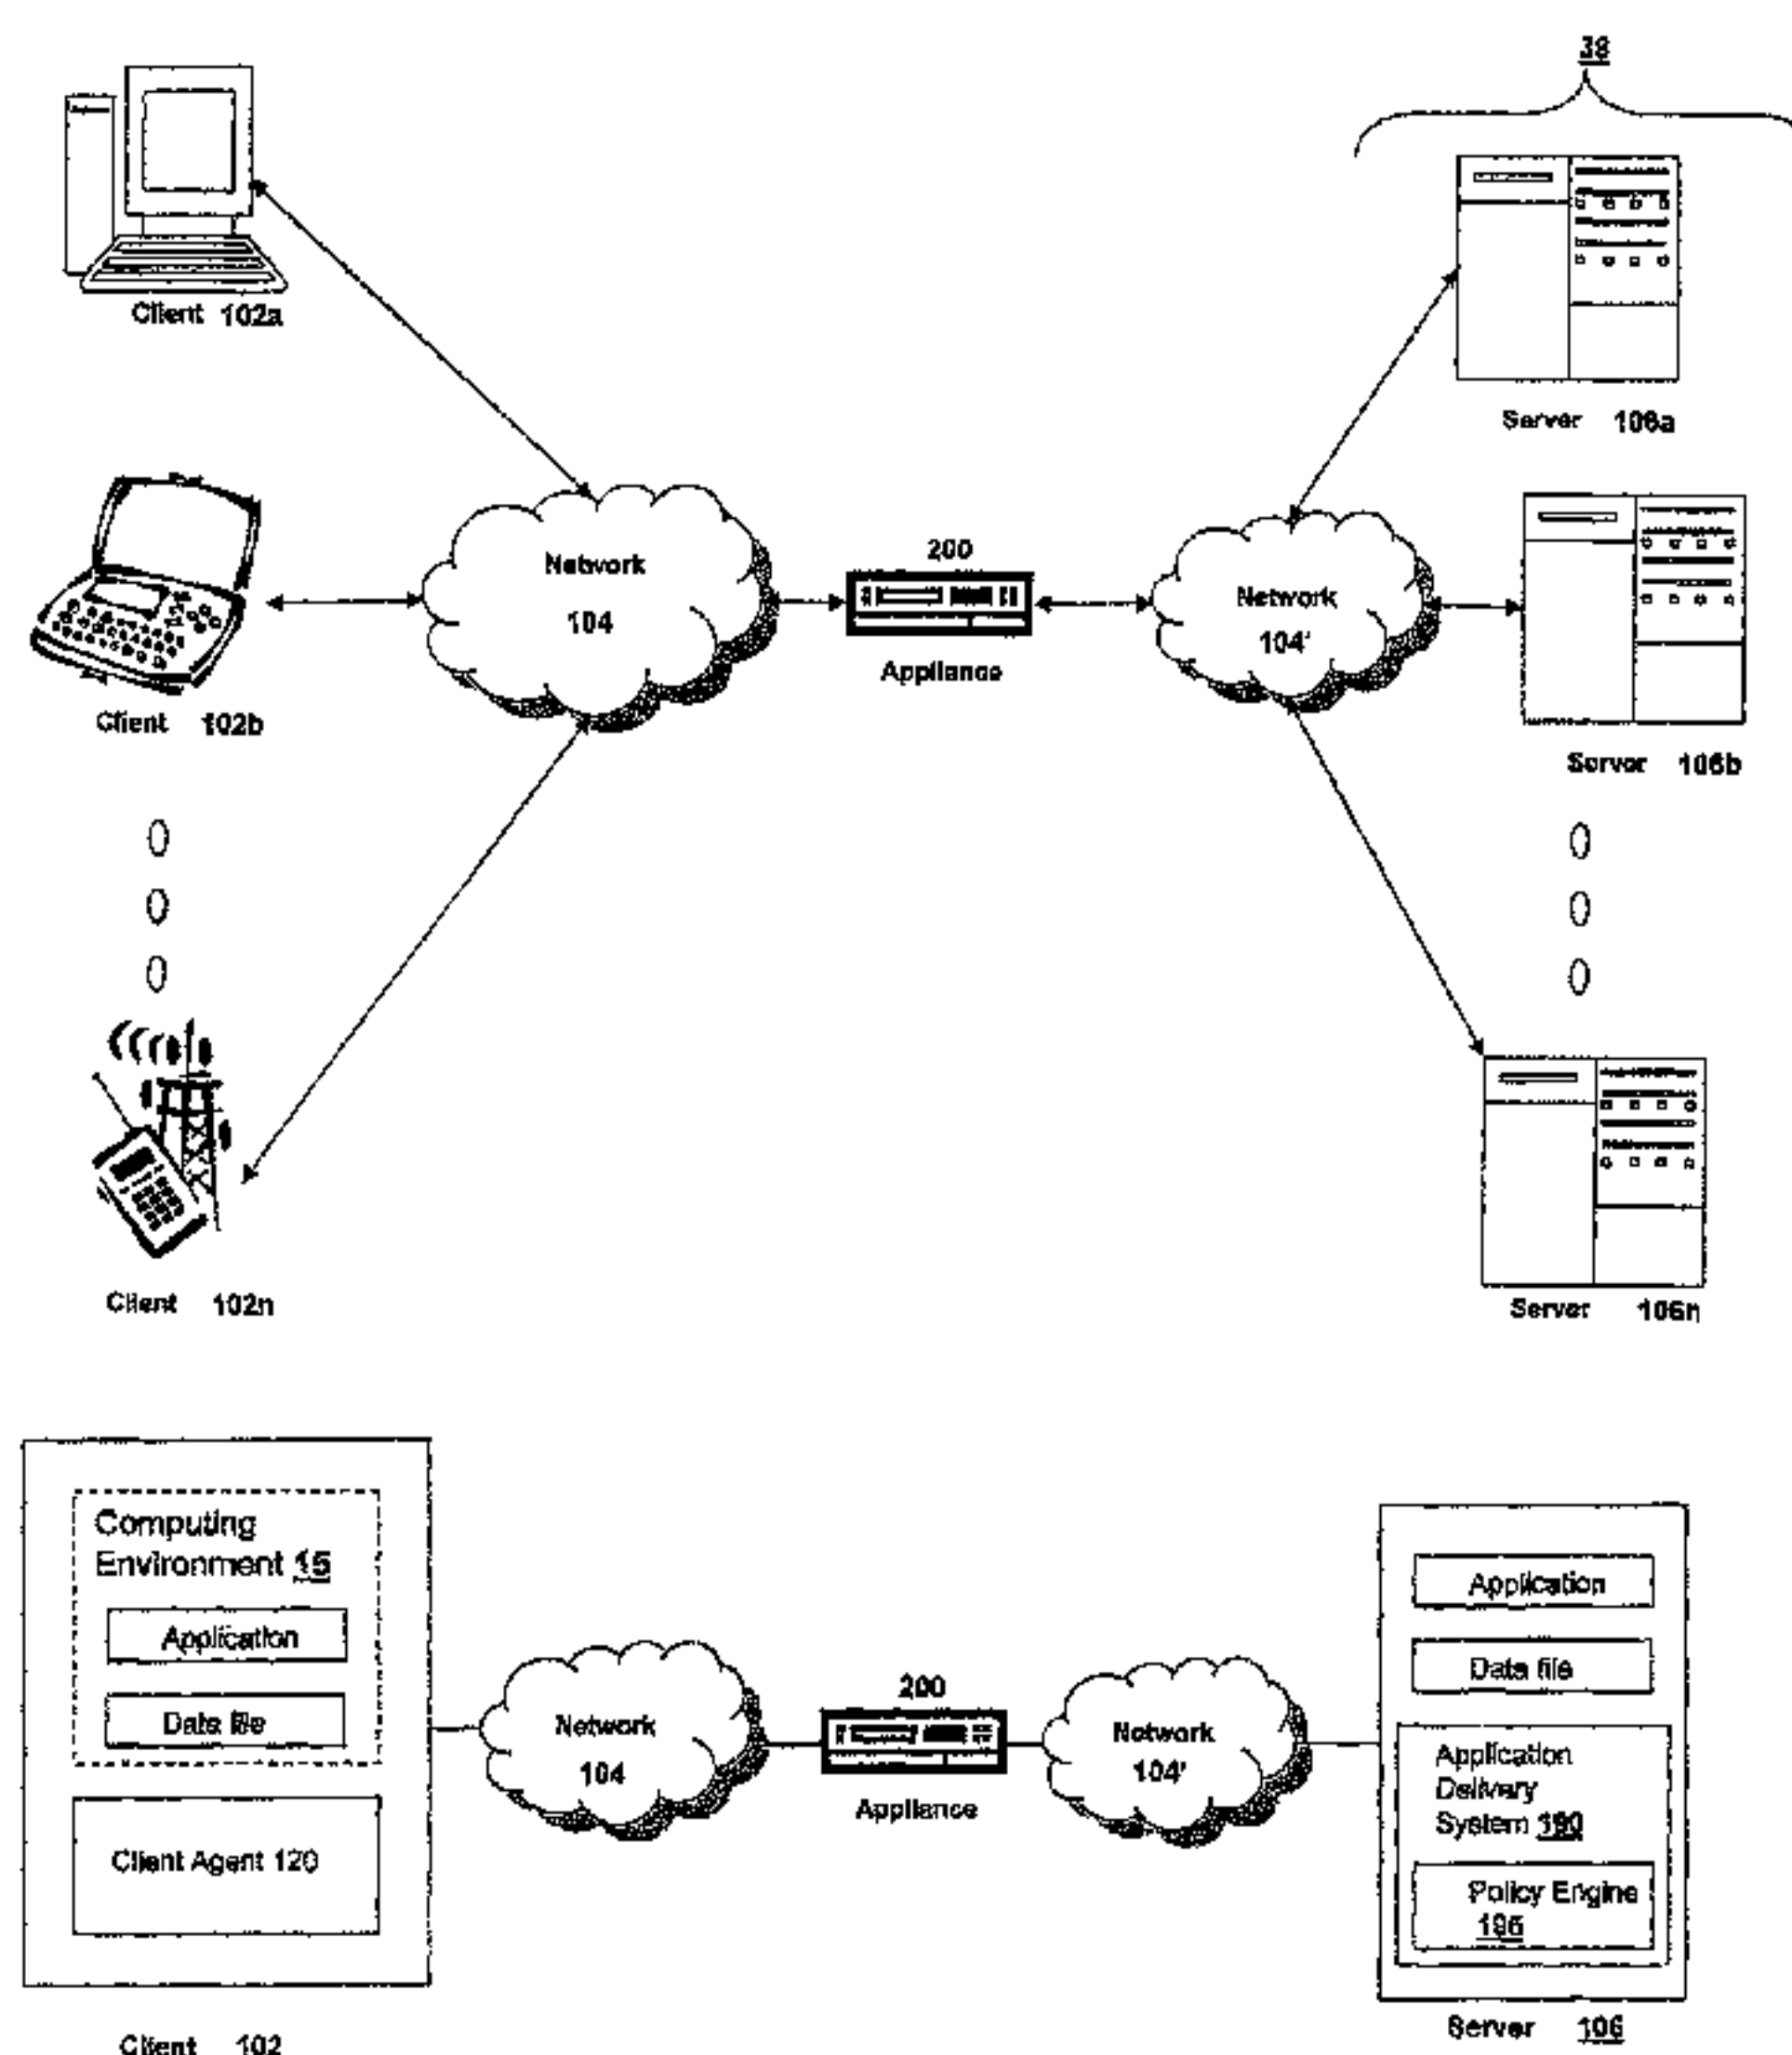 38
Client 102a
Server 106a
Network
104
200
Appliance
Network
104'
Client 102b
Server 106b
Client 102n
Server 106n
Computing
Environment 15
Application
Data file
Client Agent 120
Network
104
200
Appliance
Network
104'
Application
Data file
Application
Delivery
System 190
Policy Engine
195
Client 102
Server 106